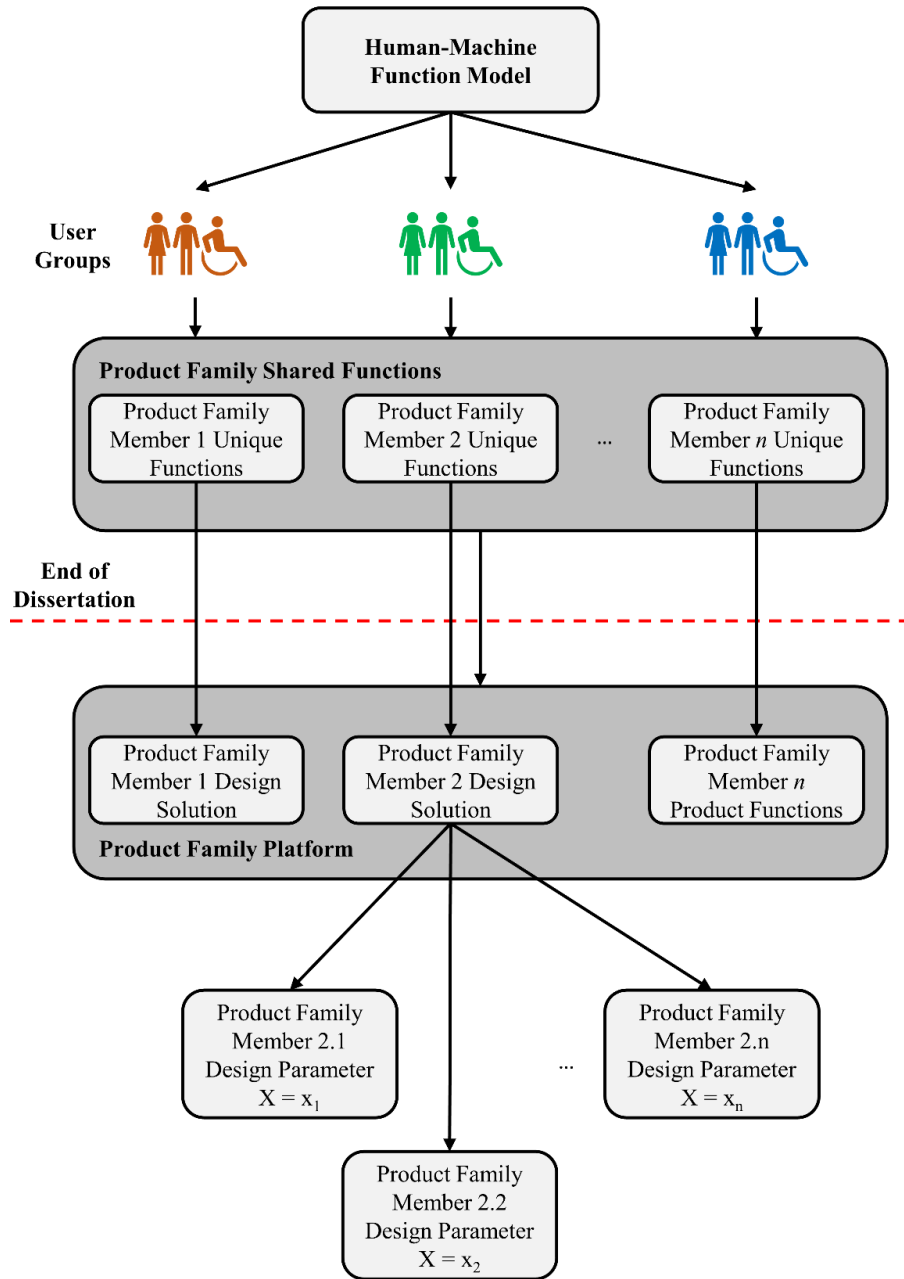 Human-Machine
Function Model
User
Groups
Product Family Shared Functions
Product Family
Member 1 Unique
Functions
Product Family
Member 2 Unique
Functions
...
Product Family
Member n Unique
Functions
End of
Dissertation
Product Family
Member 1 Design
Solution
Product Family
Member 2 Design
Solution
Product Family
Member n
Product Functions
Product Family Platform
Product Family
Member 2.1
Design Parameter
X = x₁
...
Product Family
Member 2.n
Design Parameter
X = xₙ
Product Family
Member 2.2
Design Parameter
X = x₂